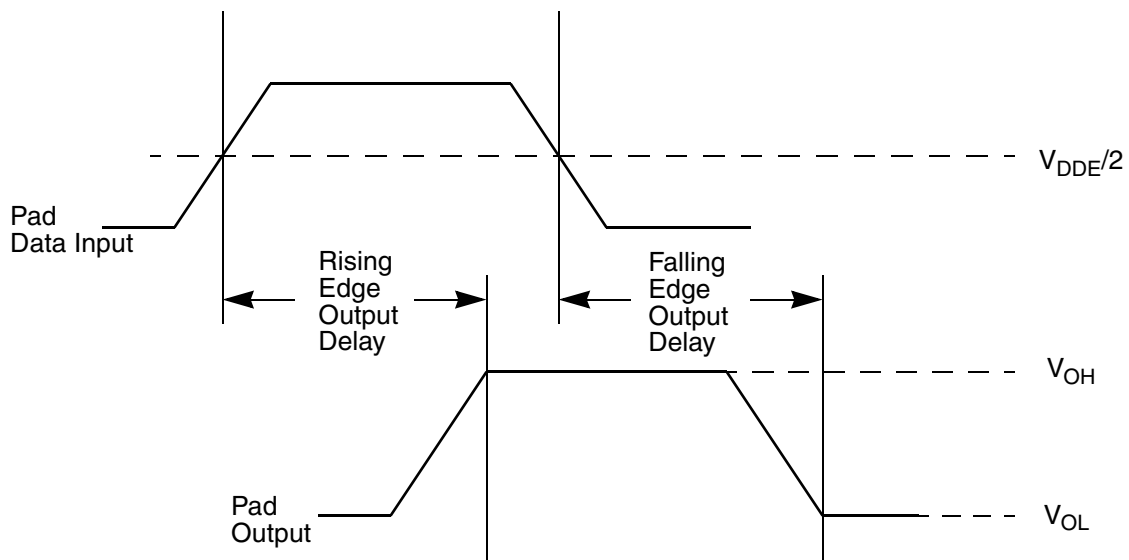 V_DDE/2
Pad
Data Input
Rising
Edge
Output
Delay
Falling
Edge
Output
Delay
V_OH
Pad
Output
V_OL